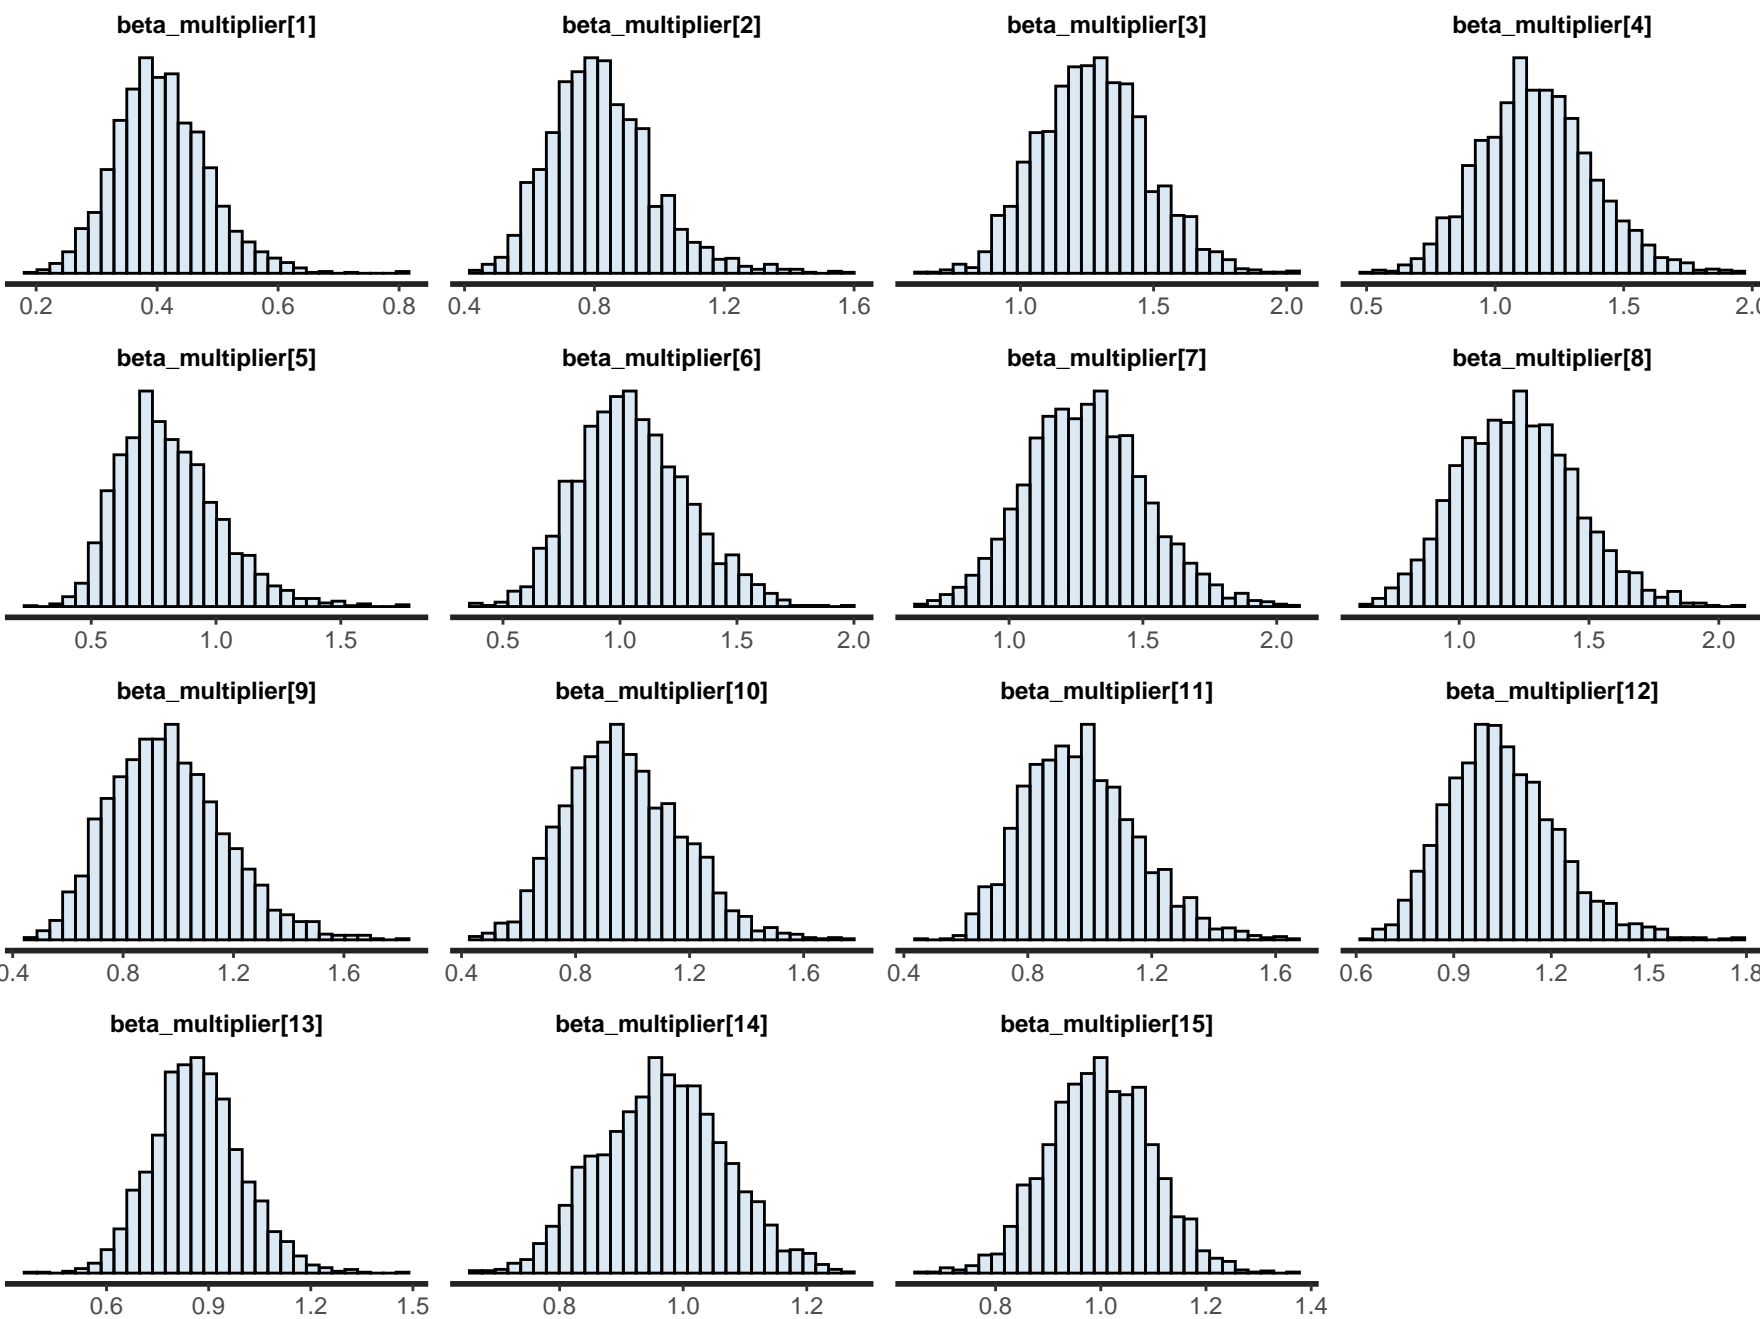 beta_multiplier[1] beta_multiplier[2] beta_multiplier[3] beta_multiplier[4]
0.2 0.4 0.6 0.8 0.4 0.8 1.2 1.6 1.0 1.5 2.0 0.5 1.0 1.5 2.0
beta_multiplier[5] beta_multiplier[6] beta_multiplier[7] beta_multiplier[8]
0.5 1.0 1.5 0.5 1.0 1.5 2.0 1.0 1.5 2.0 1.0 1.5 2.0
beta_multiplier[9] beta_multiplier[10] beta_multiplier[11] beta_multiplier[12]
0.4 0.8 1.2 1.6 0.4 0.8 1.2 1.6 0.4 0.8 1.2 1.6 0.6 0.9 1.2 1.5 1.8
beta_multiplier[13] beta_multiplier[14] beta_multiplier[15]
0.6 0.9 1.2 1.5 0.8 1.0 1.2 0.8 1.0 1.2 1.4